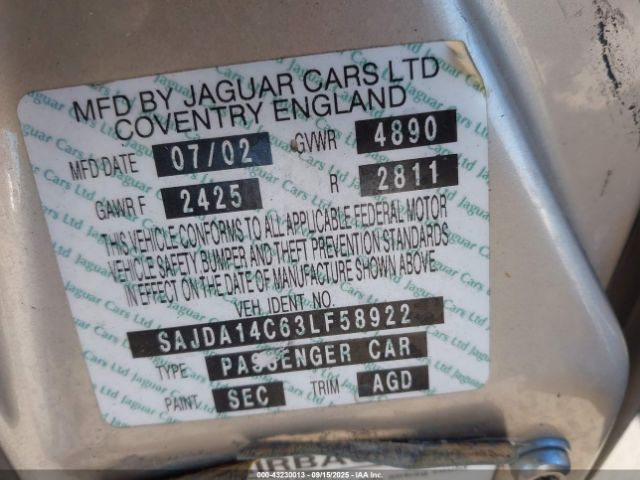 MFD BY JAGUAR CARS LTD
COVENTRY ENGLAND
MFD DATE 07/02 GVWR 4890
GAWR F 2425 R 2811
THIS VEHICLE CONFORMS TO ALL APPLICABLE FEDERAL MOTOR
VEHICLE SAFETY BUMPER AND THEFT PREVENTION STANDARDS
IN EFFECT ON THE DATE OF MANUFACTURE SHOWN ABOVE
VEH IDENT NO.
SAJDA14C63LF58922
TYPE PASSENGER CAR
PAINT SEC TRIM AGD
000-43230013 - 09/15/2025 - IAAI.com